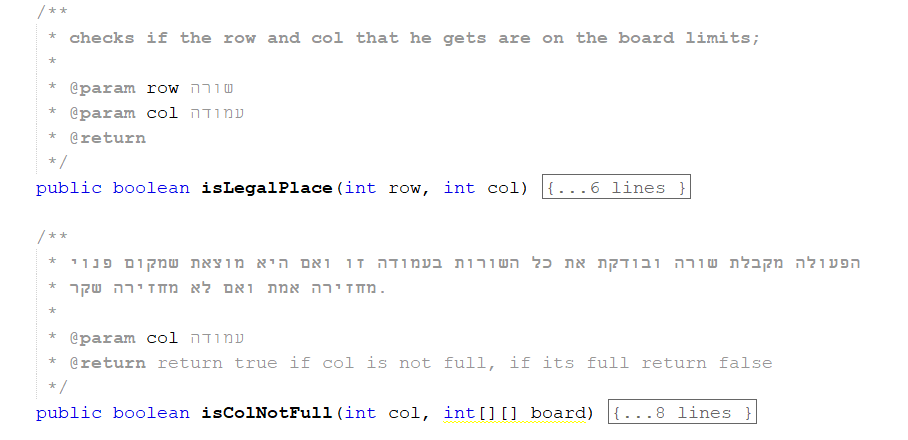 /**
* checks if the row and col that he gets are on the board limits;
*
* @param row שורה
* @param col עמודה
* @return
*/
public boolean isLegalPlace(int row, int col) {...6 lines }
/**
* הפעולה מקבלת שורה ובודקת את כל השורות בעמודה זו ואם היא מוצאת שמקום פנוי
* מחזירה אמת ואם לא מחזירה שקר.
*
* @param col עמודה
* @return return true if col is not full, if its full return false
*/
public boolean isColNotFull(int col, int[][] board) {...8 lines }